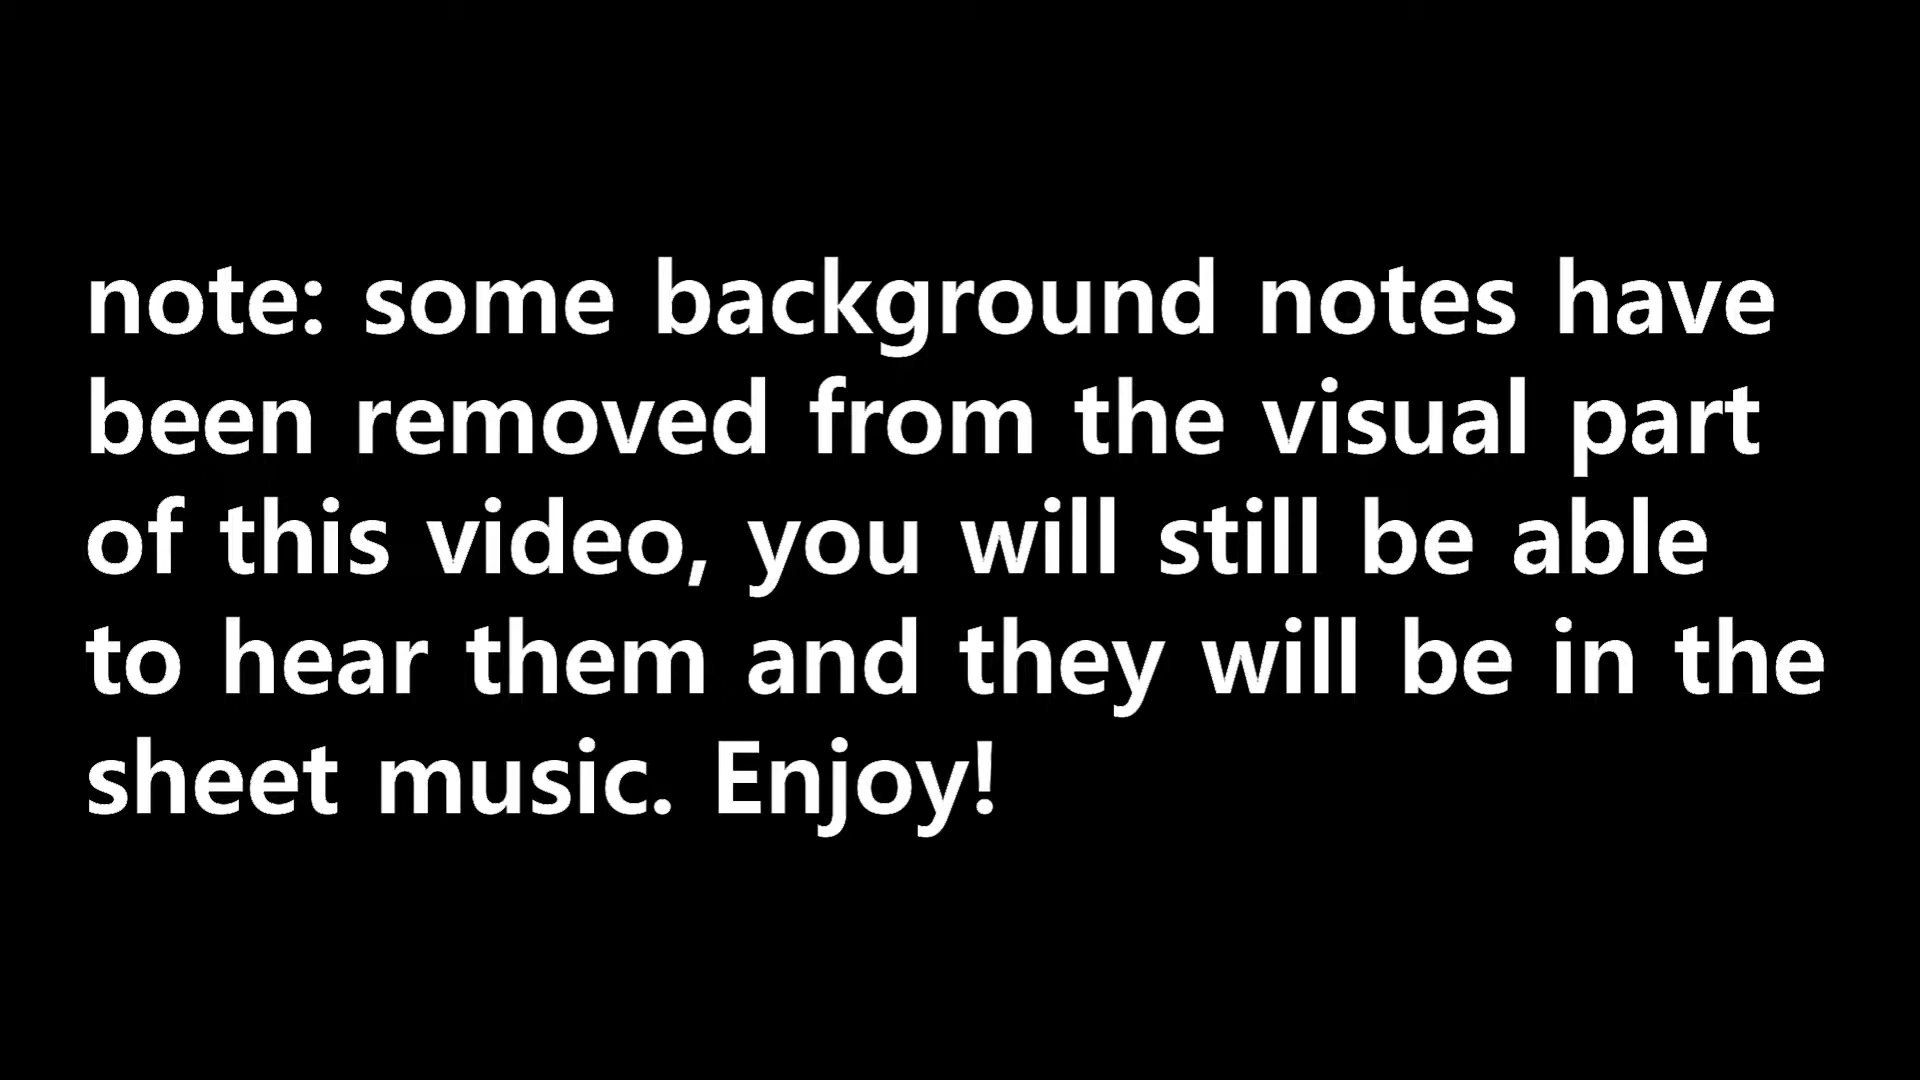 note: some background notes have
been removed from the visual part
of this video, you will still be able
to hear them and they will be in the
sheet music. Enjoy!